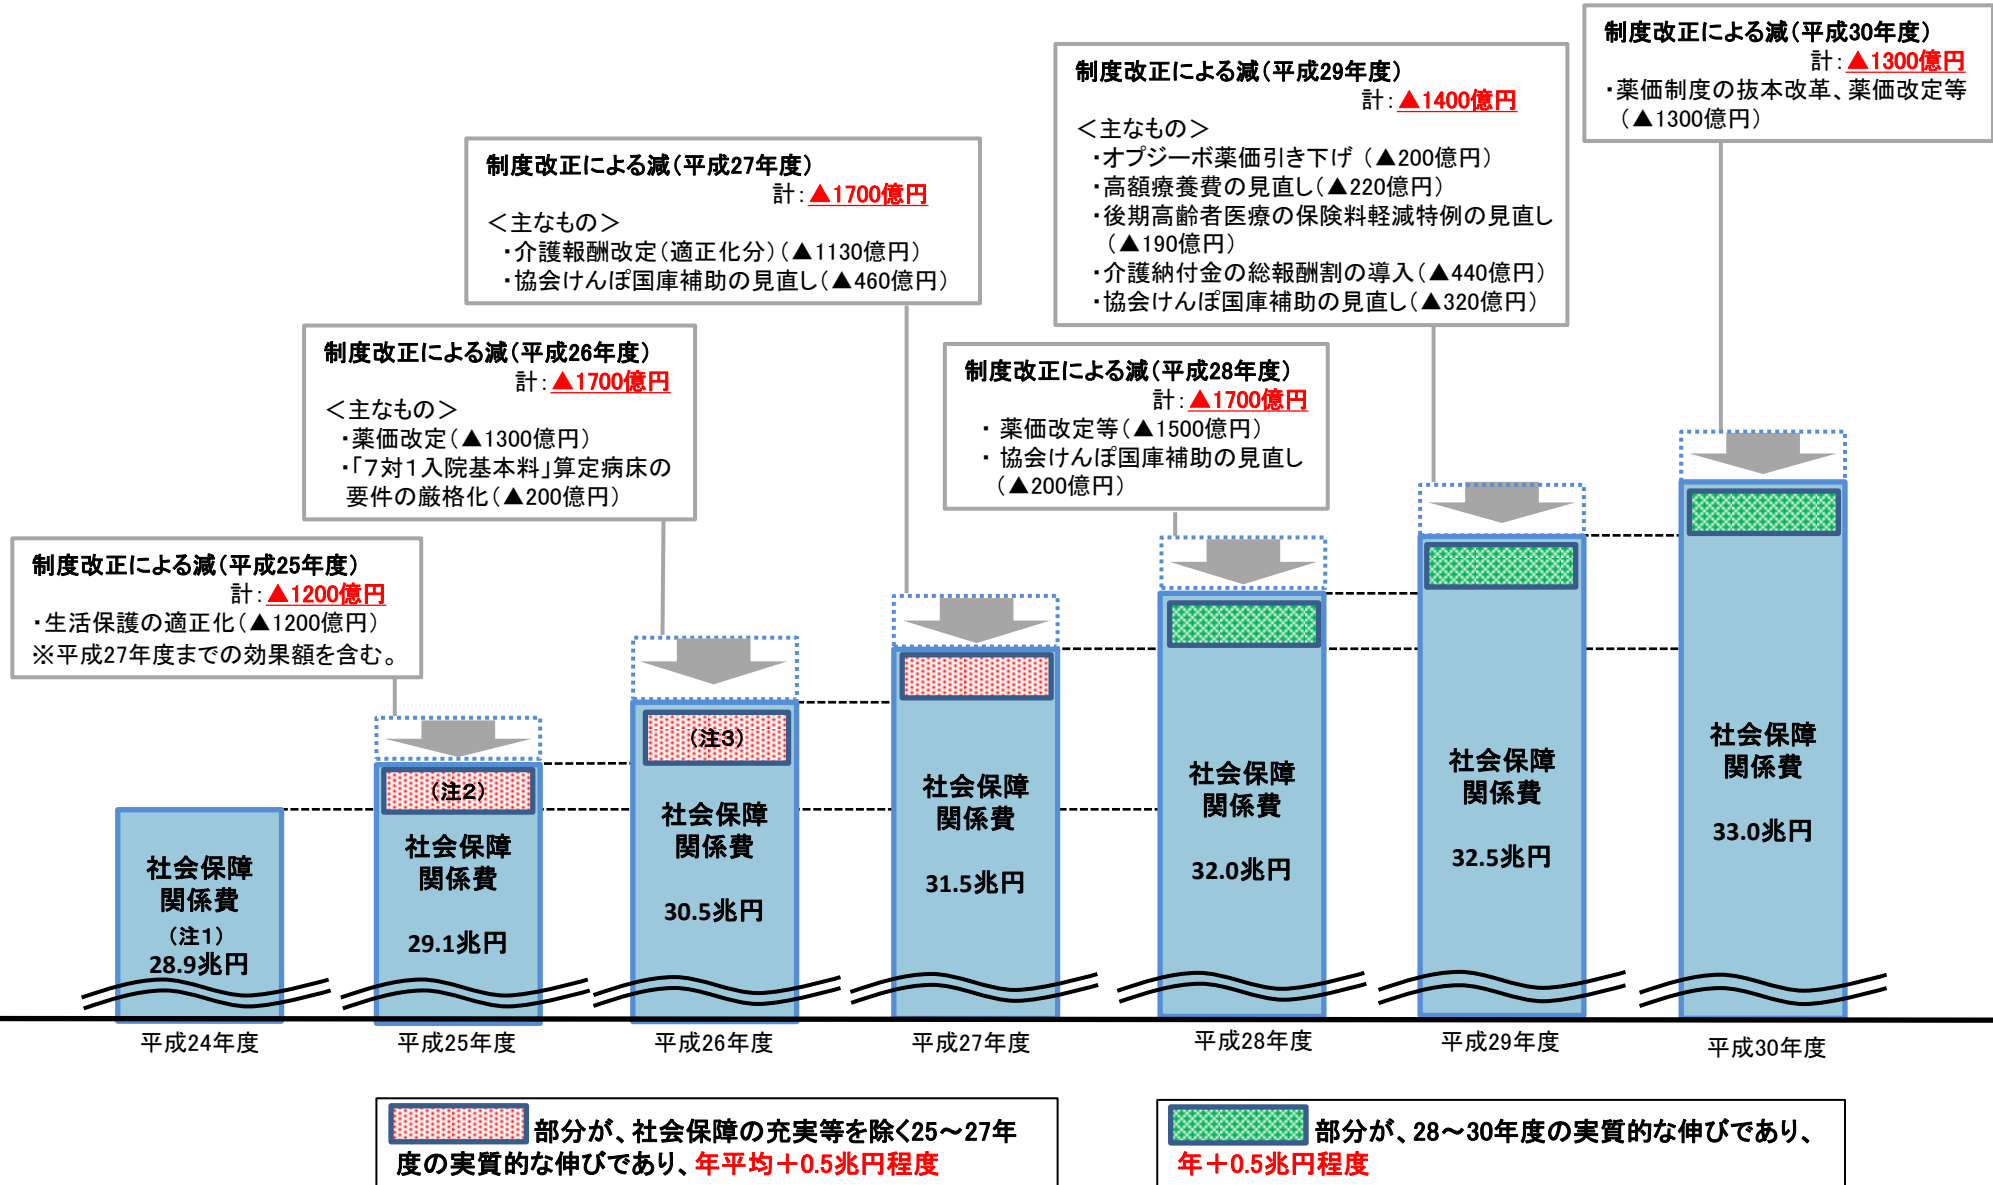 制度改正による減(平成25年度)
計:▲1200億円
・生活保護の適正化(▲1200億円)
※平成27年度までの効果額を含む。
制度改正による減(平成26年度)
計:▲1700億円
<主なもの>
・薬価改定(▲1300億円)
・「7対1入院基本料」算定病床の
要件の厳格化(▲200億円)
制度改正による減(平成27年度)
計:▲1700億円
<主なもの>
・介護報酬改定(適正化分)(▲1130億円)
・協会けんぽ国庫補助の見直し(▲460億円)
制度改正による減(平成28年度)
計:▲1700億円
・ 薬価改定等(▲1500億円)
・ 協会けんぽ国庫補助の見直し
(▲200億円)
制度改正による減(平成29年度)
計:▲1400億円
<主なもの>
・オプジーボ薬価引き下げ (▲200億円)
・高額療養費の見直し(▲220億円)
・後期高齢者医療の保険料軽減特例の見直し
(▲190億円)
・介護納付金の総報酬割の導入(▲440億円)
・協会けんぽ国庫補助の見直し(▲320億円)
制度改正による減(平成30年度)
計:▲1300億円
・薬価制度の抜本改革、薬価改定等
(▲1300億円)
社会保障
関係費
(注1)
28.9兆円
(注2)
社会保障
関係費
29.1兆円
(注3)
社会保障
関係費
30.5兆円
社会保障
関係費
31.5兆円
社会保障
関係費
32.0兆円
社会保障
関係費
32.5兆円
社会保障
関係費
33.0兆円
平成24年度
平成25年度
平成26年度
平成27年度
平成28年度
平成29年度
平成30年度
部分が、社会保障の充実等を除く25~27年
度の実質的な伸びであり、年平均+0.5兆円程度
部分が、28~30年度の実質的な伸びであり、
年+0.5兆円程度